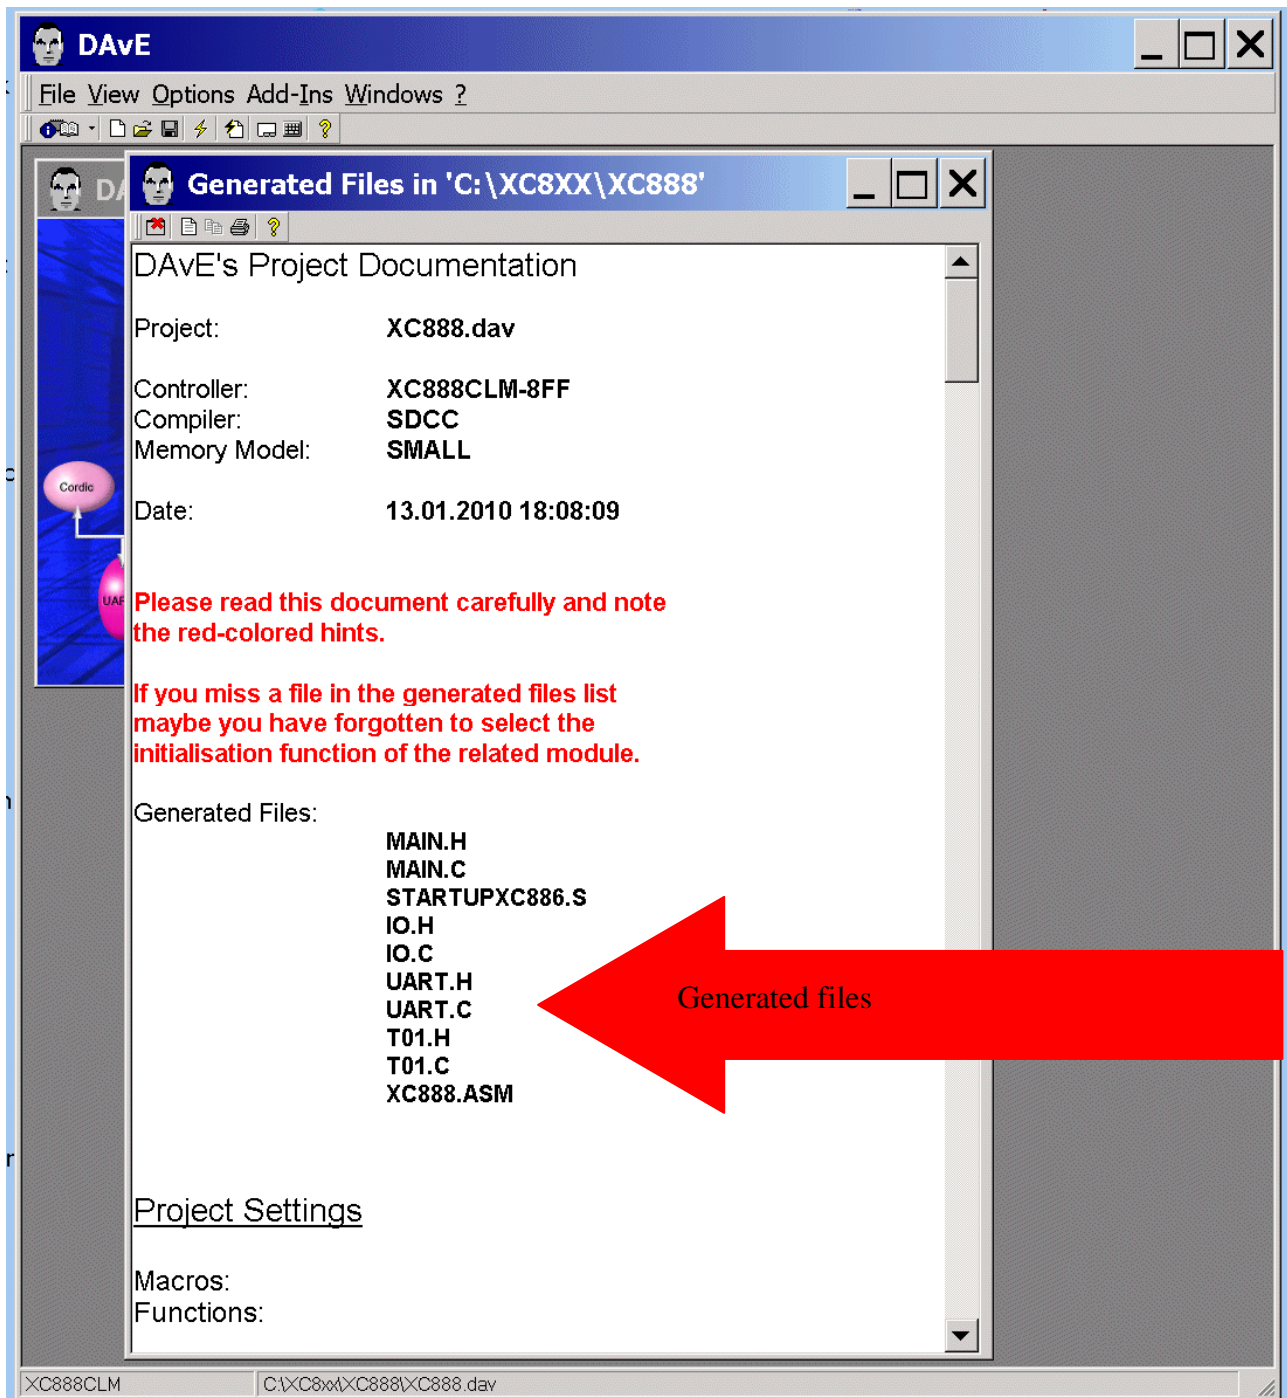 DAvE
File View Options Add-Ins Windows ?
Generated Files in 'C:\XC8XX\XC888'
DAvE's Project Documentation
Project: XC888.dav
Controller: XC888CLM-8FF
Compiler: SDCC
Memory Model: SMALL
Date: 13.01.2010 18:08:09
Please read this document carefully and note
the red-colored hints.
If you miss a file in the generated files list
maybe you have forgotten to select the
initialisation function of the related module.
Generated Files:
MAIN.H
MAIN.C
STARTUPXC886.S
IO.H
IO.C
UART.H
UART.C
T01.H
T01.C
XC888.ASM
Generated files
Project Settings
Macros:
Functions:
Cordic
XC888CLM C:\XC8xx\XC888\XC888.dav